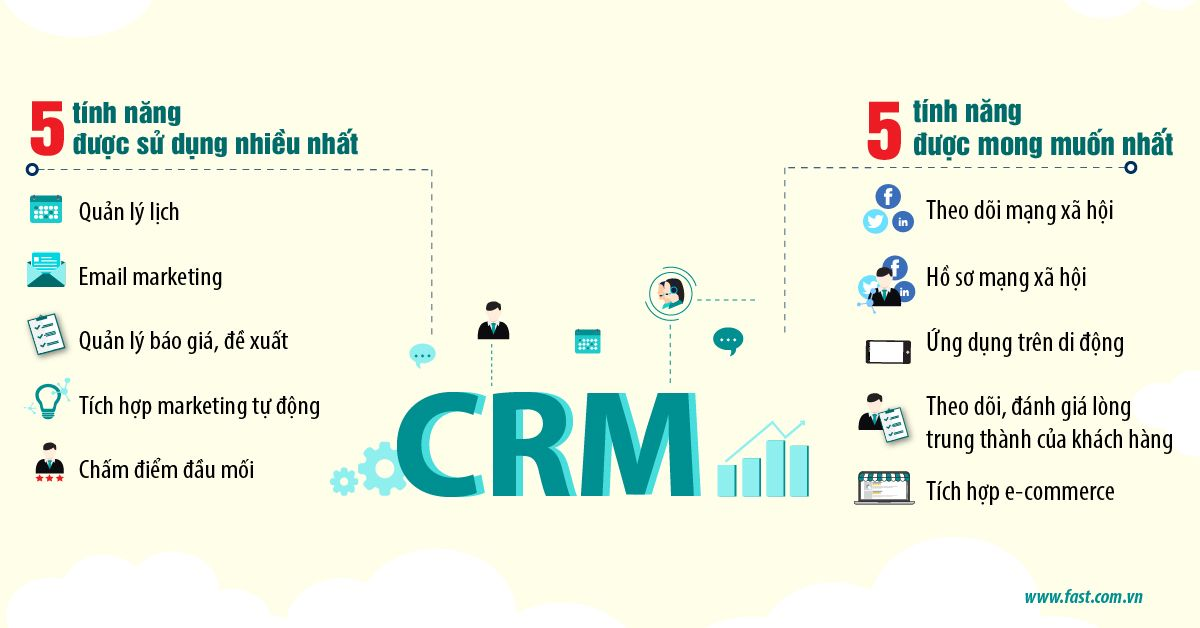 5 tính năng
được sử dụng nhiều nhất
Quản lý lịch
Email marketing
Quản lý báo giá, đề xuất
Tích hợp marketing tự động
Chấm điểm đầu mối
5 tính năng
được mong muốn nhất
Theo dõi mạng xã hội
Hồ sơ mạng xã hội
Ứng dụng trên di động
Theo dõi, đánh giá lòng
trung thành của khách hàng
Tích hợp e-commerce
CRM
www.fast.com.vn